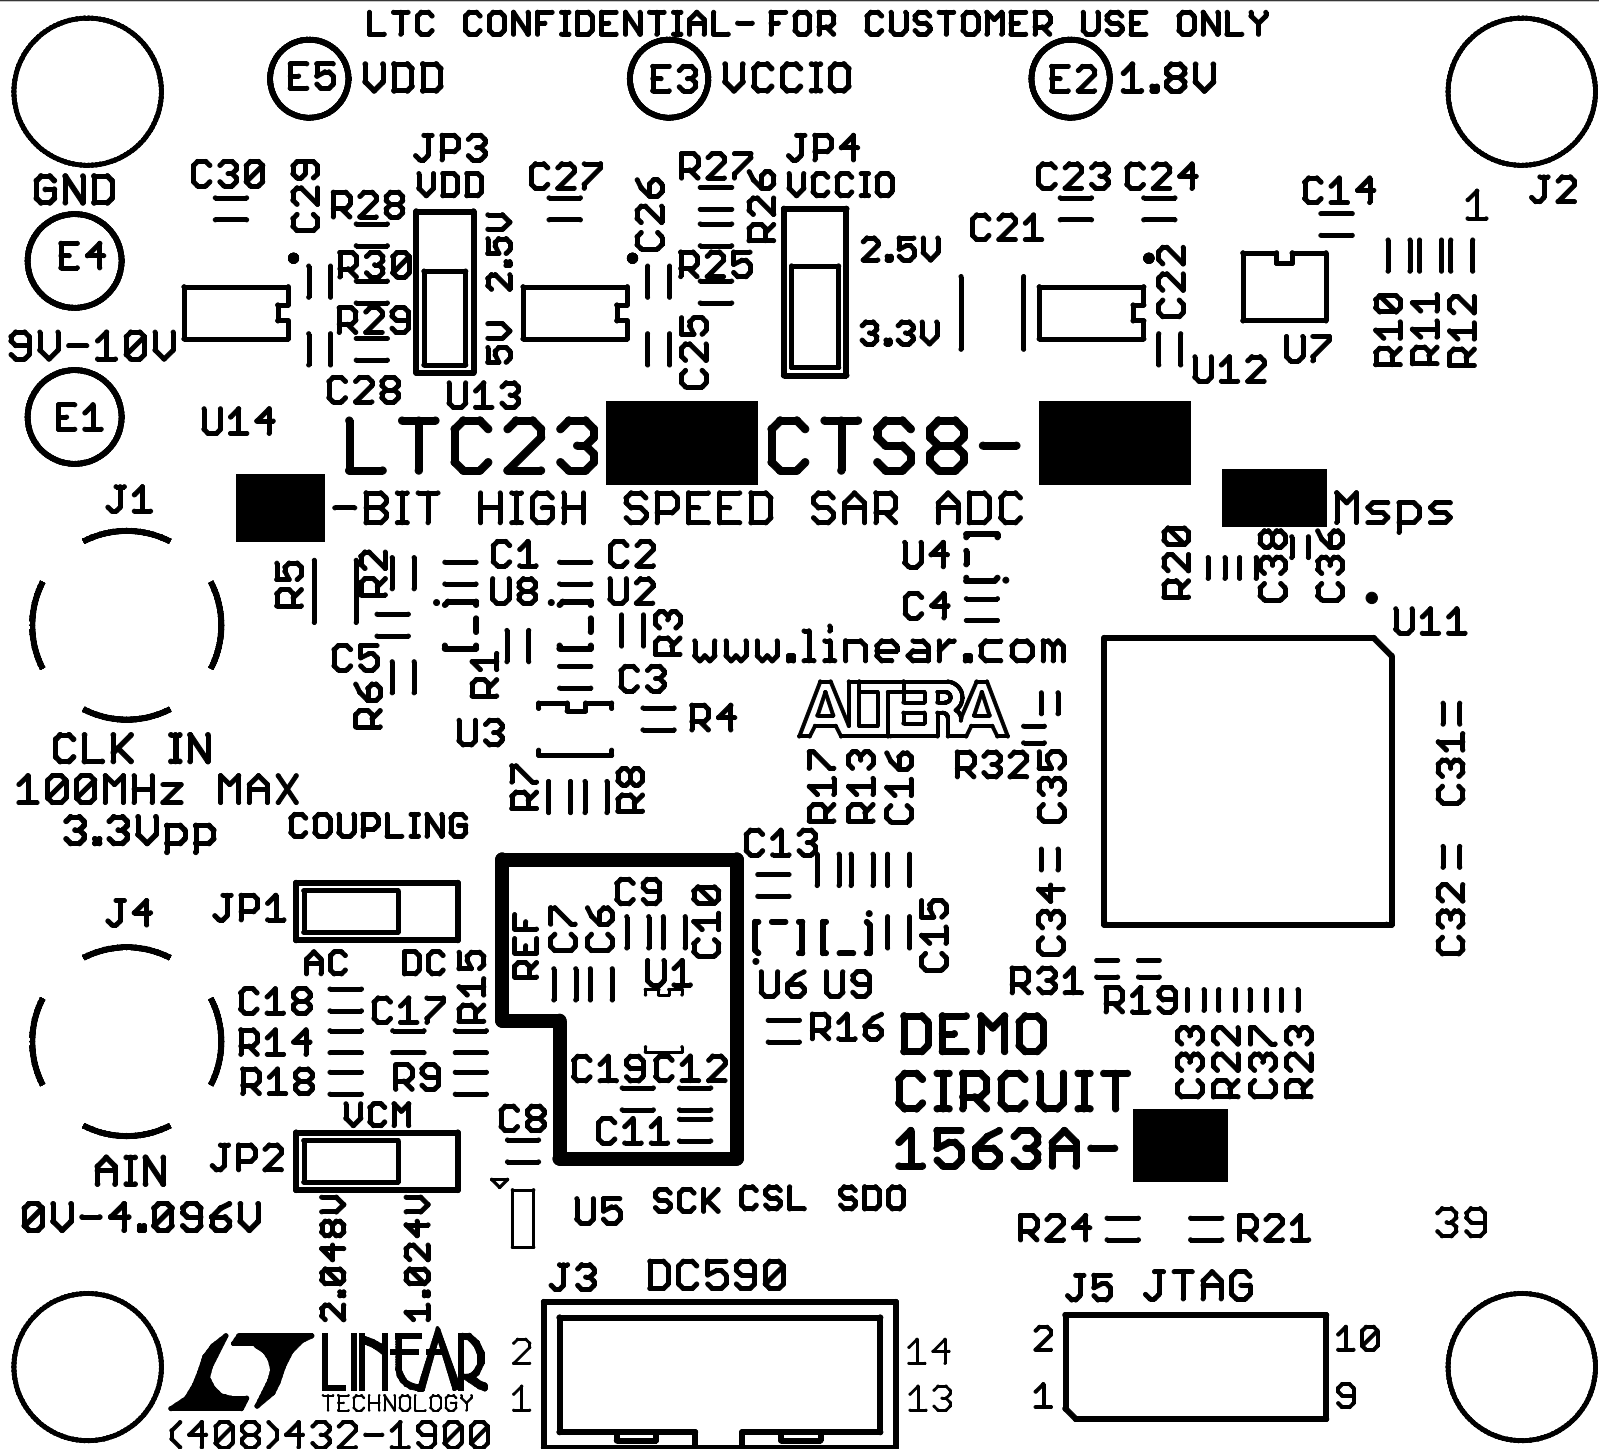 LTC CONFIDENTIAL-FOR CUSTOMER USE ONLY
E5 VDD
E3 VCCIO
E2 1.8V
JP3
VDD
JP4
VCCIO
GND
C30
C29
R28
C27
C26
R27
R26
C23
C24
C14
1
J2
E4
R30
2.5V
R25
2.5V
C21
C22
9V-10V
R29
5V
C25
3.3V
U12
U7
R10
R11
R12
E1
C28
U13
U14
LTC23
CTS8-
J1
-BIT HIGH SPEED SAR ADC
Msps
R5
R2
C1
C2
U4
R20
C38
C36
U8
U2
C4
U11
C5
R6
R1
R3
C3
www.linear.com
ALTERA
U3
R4
R32
C35
C31
CLK IN
100MHz MAX
3.3Vpp
R7
R8
R17
R13
C16
COUPLING
C13
J4
JP1
AC
DC
REF
C7
C6
C9
C10
C15
C34
C32
U1
U6
U9
R31
R19
C18
C17
R15
R14
R16
R18
R9
DEMO
CIRCUIT
1563A-
C33
R22
C37
R23
C19
C12
C11
VCM
C8
JP2
AIN
0V-4.096V
2.048V
1.024V
U5
SCK
CSL
SDO
R24
R21
39
J3
DC590
J5 JTAG
2
14
1
13
2
10
1
9
LINEAR
TECHNOLOGY
(408)432-1900